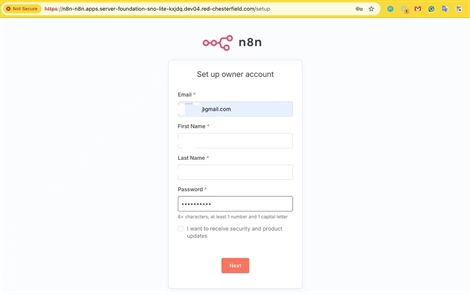 Not Secure https://n8n-n8n.apps.server-foundation-sno-lite-kxjdq.dev04.red-chesterfield.com/setup
n8n
Set up owner account
Email *
@gmail.com
First Name *
Last Name *
Password *
••••••••••
8+ characters, at least 1 number and 1 capital letter
I want to receive security and product
updates
Next